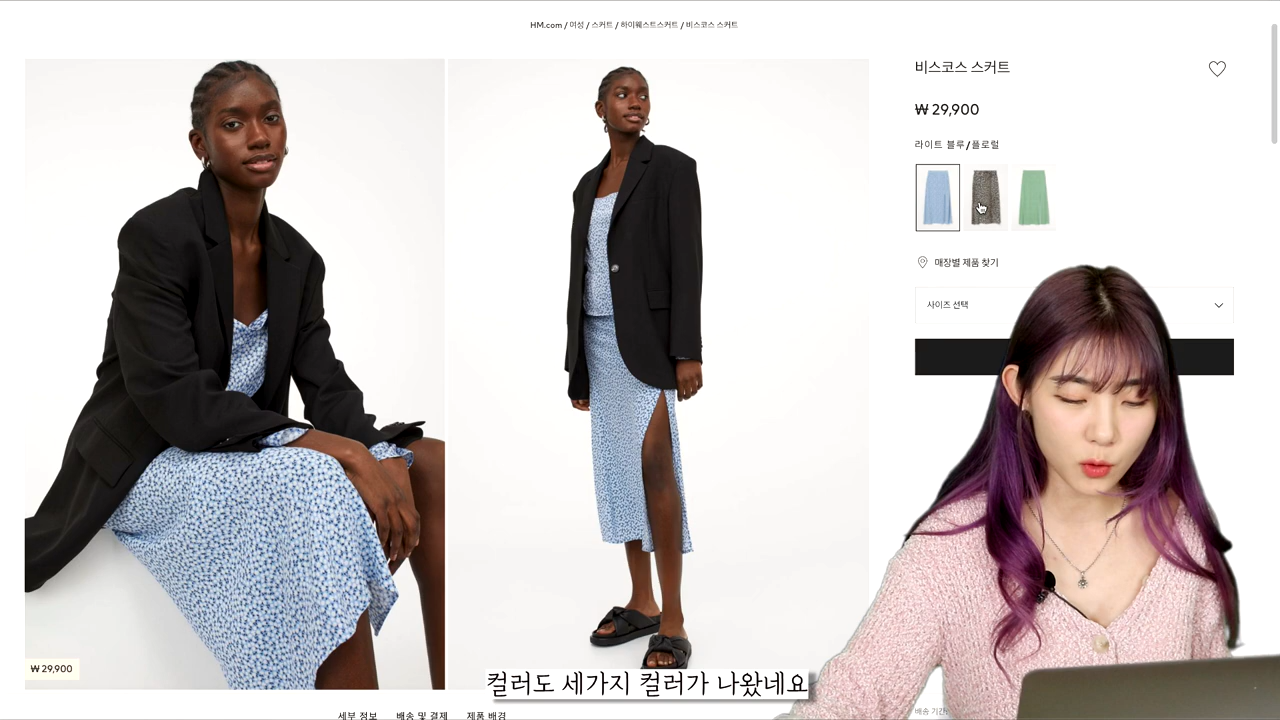 HM.com / 여성 / 스커트 / 하이웨스트스커트 / 비스코스 스커트
비스코스 스커트
₩ 29,900
라이트 블루/플로럴
매장별 제품 찾기
사이즈 선택
₩ 29,900
컬러도 세가지 컬러가 나왔네요
세부 정보 배송 및 결제 제품 배경
배송 기간: